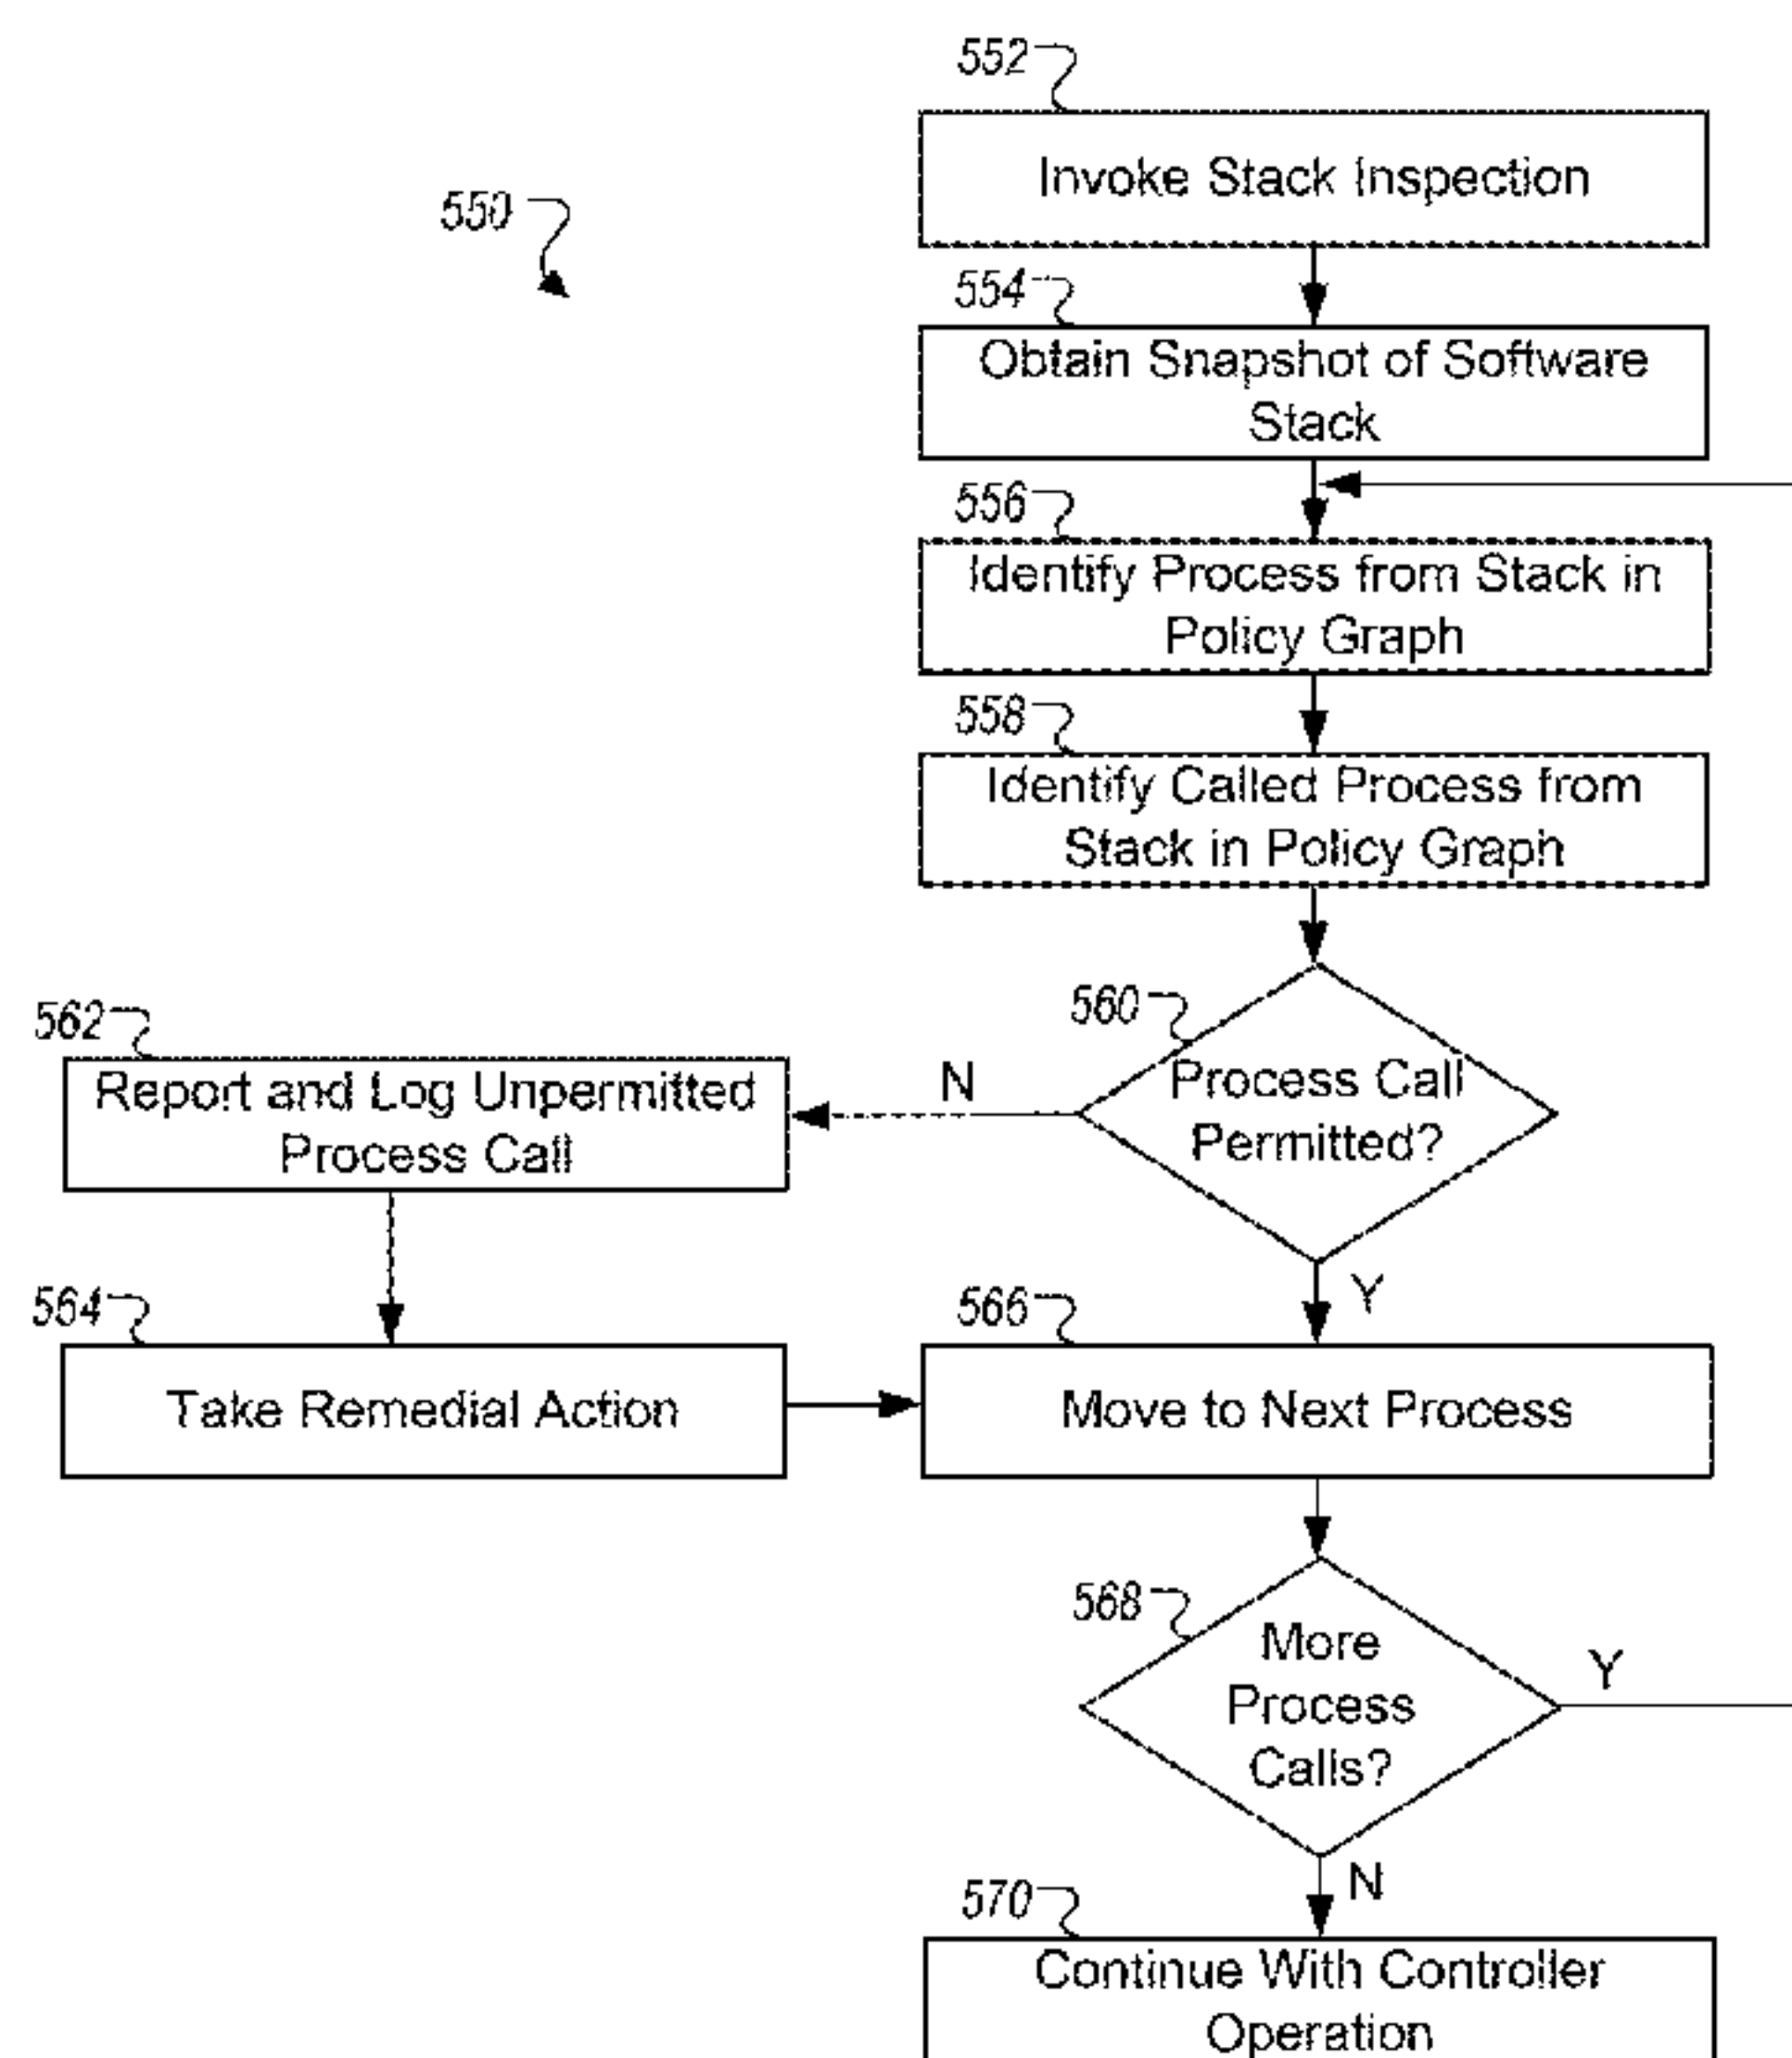 552
Invoke Stack Inspection
550
554
Obtain Snapshot of Software
Stack
556
Identify Process from Stack in
Policy Graph
558
Identify Called Process from
Stack in Policy Graph
560
Process Call
Permitted?
N
Y
562
Report and Log Unpermitted
Process Call
564
Take Remedial Action
566
Move to Next Process
568
More
Process
Calls?
Y
N
570
Continue With Controller
Operation